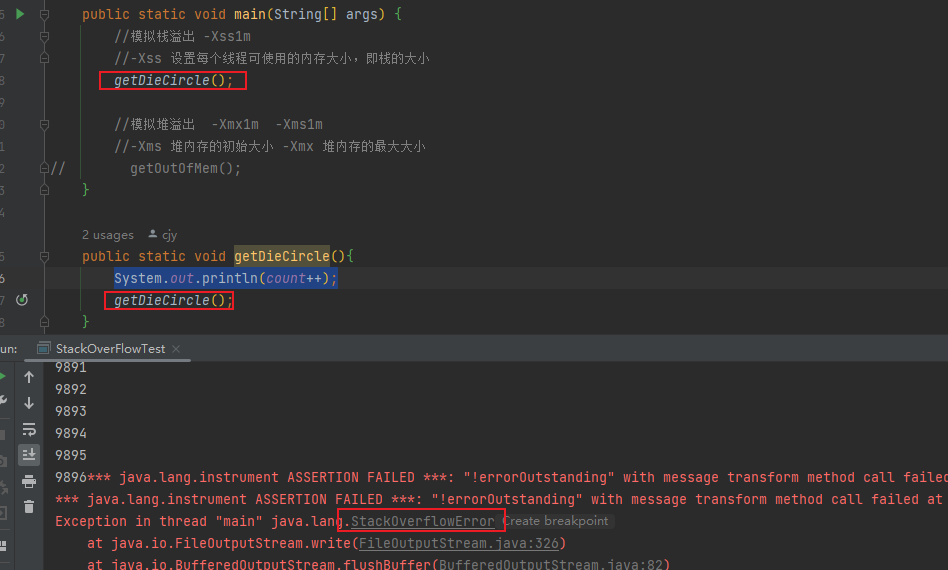 5 public static void main(String[] args) {
6 //模拟栈溢出 -Xss1m
7 //-Xss 设置每个线程可使用的内存大小，即栈的大小
8 getDieCircle();
9
0 //模拟堆溢出 -Xmx1m -Xms1m
1 //-Xms 堆内存的初始大小 -Xmx 堆内存的最大大小
2 // getOutOfMem();
3 }
4
2 usages cjy
5 public static void getDieCircle(){
6 System.out.println(count++);
7 getDieCircle();
8 }
un: StackOverFlowTest ×
9891
9892
9893
9894
9895
9896*** java.lang.instrument ASSERTION FAILED ***: "!errorOutstanding" with message transform method call failed
*** java.lang.instrument ASSERTION FAILED ***: "!errorOutstanding" with message transform method call failed at
Exception in thread "main" java.lang.StackOverflowError Create breakpoint
at java.io.FileOutputStream.write(FileOutputStream.java:326)
at java.io.BufferedOutputStream.flushBuffer(BufferedOutputStream.java:82)